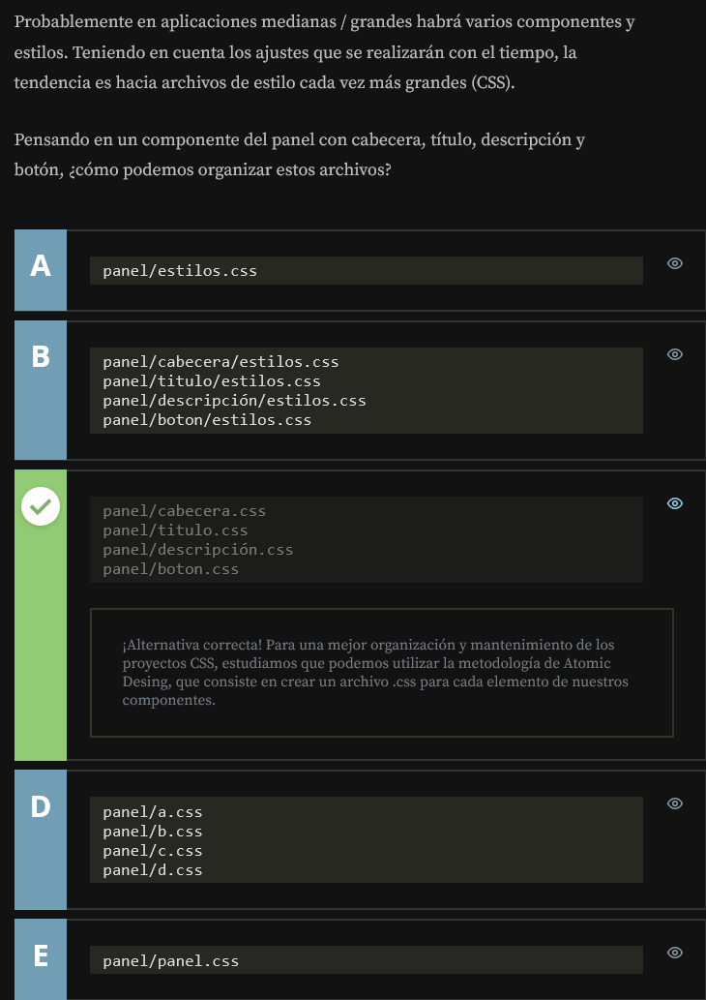 Probablemente en aplicaciones medianas / grandes habrá varios componentes y
estilos. Teniendo en cuenta los ajustes que se realizarán con el tiempo, la
tendencia es hacia archivos de estilo cada vez más grandes (CSS).
Pensando en un componente del panel con cabecera, título, descripción y
botón, ¿cómo podemos organizar estos archivos?
A
panel/estilos.css
B
panel/cabecera/estilos.css
panel/titulo/estilos.css
panel/descripción/estilos.css
panel/boton/estilos.css
panel/cabecera.css
panel/titulo.css
panel/descripción.css
panel/boton.css
¡Alternativa correcta! Para una mejor organización y mantenimiento de los
proyectos CSS, estudiamos que podemos utilizar la metodología de Atomic
Desing, que consiste en crear un archivo .css para cada elemento de nuestros
componentes.
D
panel/a.css
panel/b.css
panel/c.css
panel/d.css
E
panel/panel.css